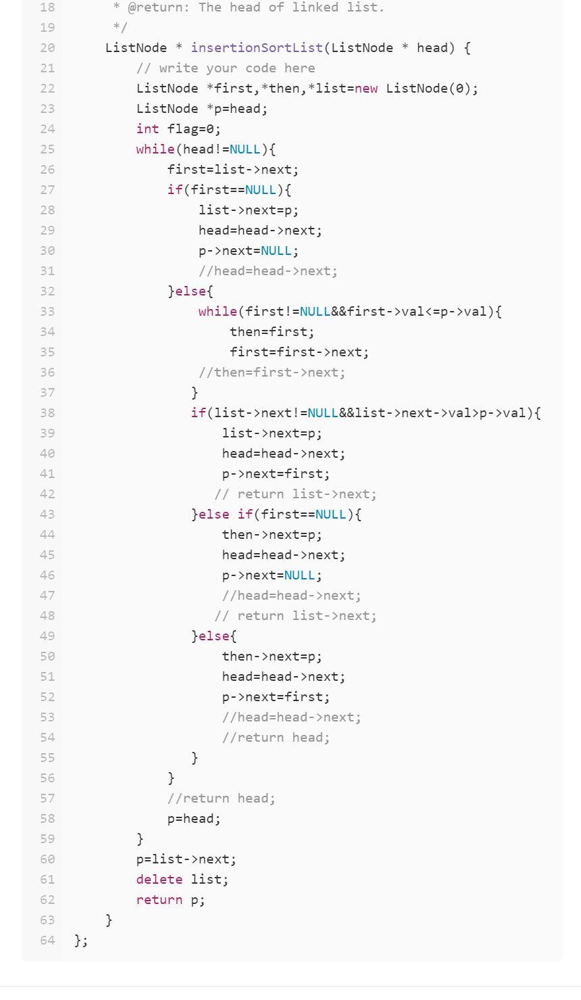 18 * @return: The head of linked list.
19 */
20 ListNode * insertionSortList(ListNode * head) {
21 // write your code here
22 ListNode *first,*then,*list=new ListNode(0);
23 ListNode *p=head;
24 int flag=0;
25 while(head!=NULL){
26 first=list->next;
27 if(first==NULL){
28 list->next=p;
29 head=head->next;
30 p->next=NULL;
31 //head=head->next;
32 }else{
33 while(first!=NULL&&first->val<=p->val){
34 then=first;
35 first=first->next;
36 //then=first->next;
37 }
38 if(list->next!=NULL&&list->next->val>p->val){
39 list->next=p;
40 head=head->next;
41 p->next=first;
42 // return list->next;
43 }else if(first==NULL){
44 then->next=p;
45 head=head->next;
46 p->next=NULL;
47 //head=head->next;
48 // return list->next;
49 }else{
50 then->next=p;
51 head=head->next;
52 p->next=first;
53 //head=head->next;
54 //return head;
55 }
56 }
57 //return head;
58 p=head;
59 }
60 p=list->next;
61 delete list;
62 return p;
63 }
64 };